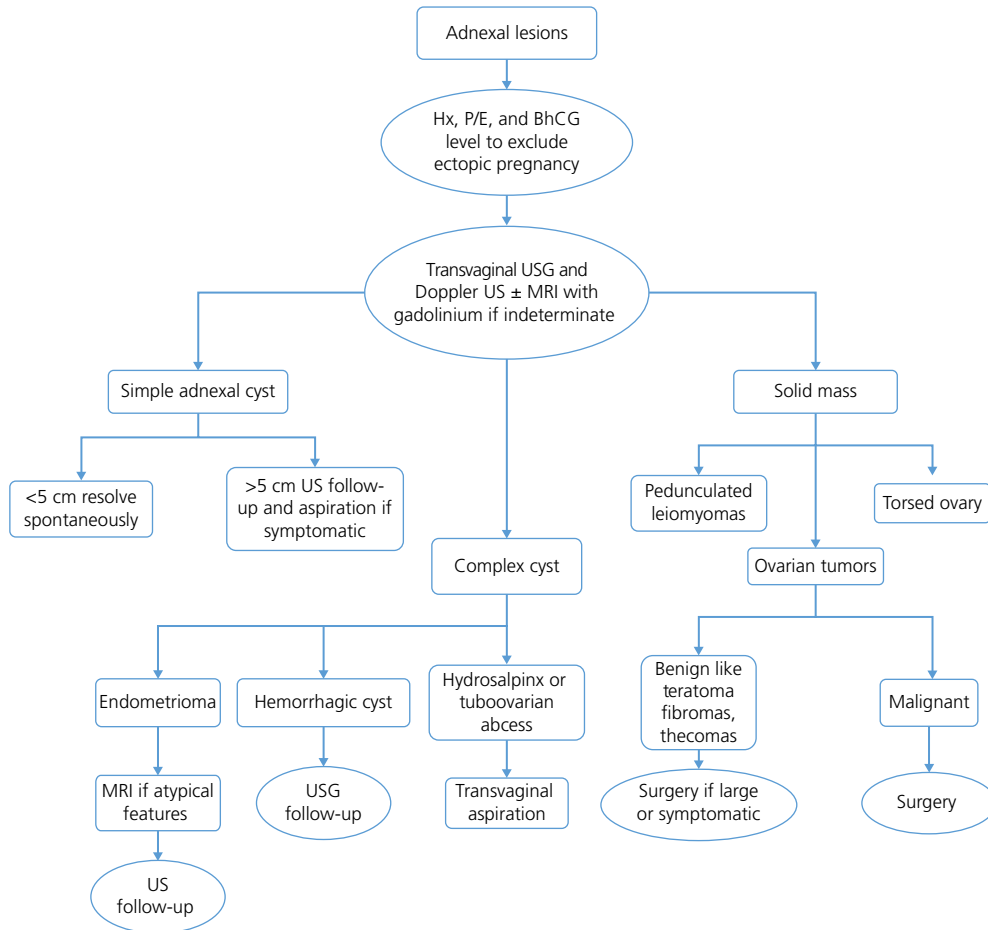 Adnexal lesions
Hx, P/E, and BhCG
level to exclude
ectopic pregnancy
Transvaginal USG and
Doppler US ± MRI with
gadolinium if indeterminate
Simple adnexal cyst
Solid mass
<5 cm resolve
spontaneously
>5 cm US follow-
up and aspiration if
symptomatic
Pedunculated
leiomyomas
Torsed ovary
Complex cyst
Ovarian tumors
Endometrioma
Hemorrhagic cyst
Hydrosalpinx or
tuboovarian
abcess
Benign like
teratoma
fibromas,
thecomas
Malignant
MRI if atypical
features
USG
follow-up
Transvaginal
aspiration
Surgery if large
or symptomatic
Surgery
US
follow-up